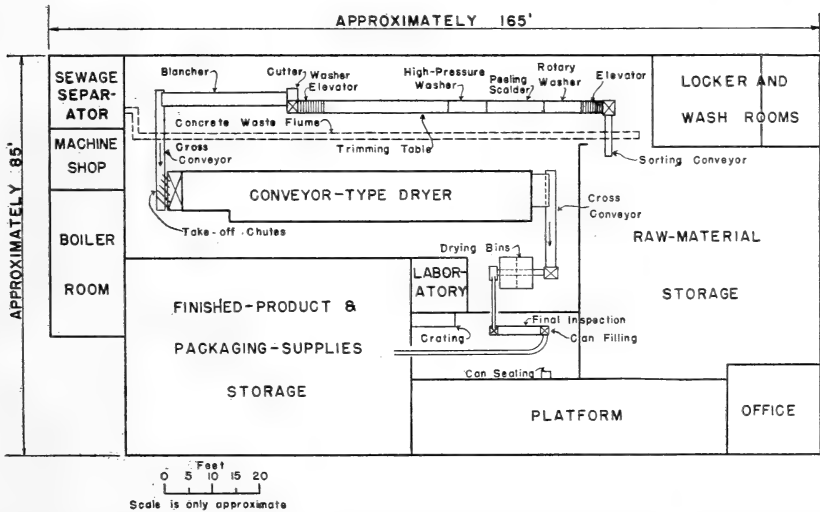 APPROXIMATELY 165'
APPROXIMATELY 85'
SEWAGE
SEPAR-
ATOR
MACHINE
SHOP
BOILER
ROOM
Blancher
Cutter
Washer
Elevator
High-Pressure
Washer
Peeling
Scalder
Rotary
Washer
Elevator
LOCKER AND
WASH ROOMS
Concrete Waste Flume
Trimming Table
Sorting Conveyor
Cross
Conveyor
CONVEYOR-TYPE DRYER
Take-off Chutes
Cross
Conveyor
RAW-MATERIAL
STORAGE
Drying Bins
LABOR-
ATORY
FINISHED-PRODUCT &
PACKAGING-SUPPLIES
STORAGE
Final Inspection
Crating
Can Filling
Can Sealing
PLATFORM
OFFICE
Feet
0 5 10 15 20
Scale is only approximate